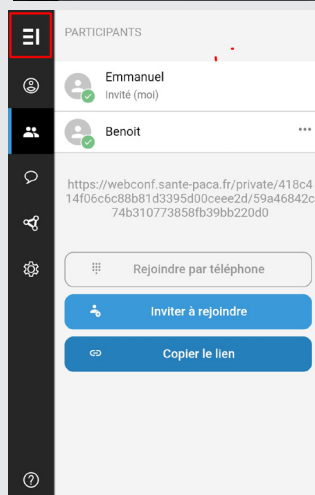 PARTICIPANTS
Emmanuel
Invité (moi)
Benoit
https://webconf.sante-paca.fr/private/418c4
14f06c6c88b81d3395d00ceee2d/59a46842c
74b310773858fb39bb220d0
Rejoindre par téléphone
Inviter à rejoindre
Copier le lien